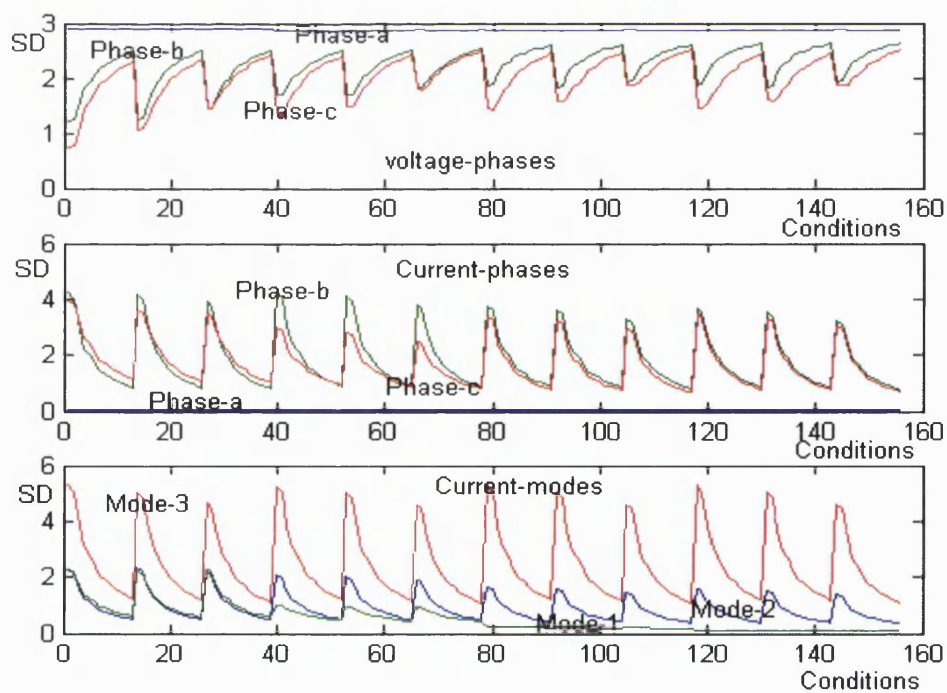 3
SD
Phase-b
Phase-a
2
Phase-c
1
voltage-phases
0
0 20 40 60 80 100 120 140 160
Conditions
6
SD
Current-phases
Phase-b
4
2
Phase-c
Phase-a
0
0 20 40 60 80 100 120 140 160
Conditions
6
SD
Mode-3
Current-modes
4
2
Mode-1
Mode-2
0
0 20 40 60 80 100 120 140 160
Conditions